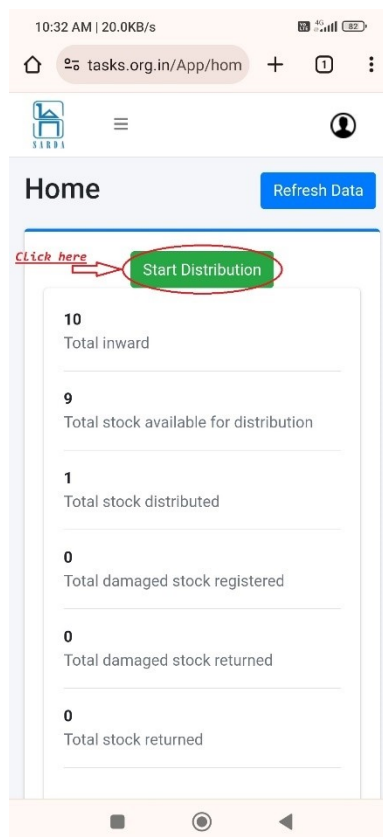 10:32 AM | 20.0KB/s
4G
82
tasks.org.in/App/hom
1
SARDA
Home
Refresh Data
CLick here
Start Distribution
10
Total inward
9
Total stock available for distribution
1
Total stock distributed
0
Total damaged stock registered
0
Total damaged stock returned
0
Total stock returned